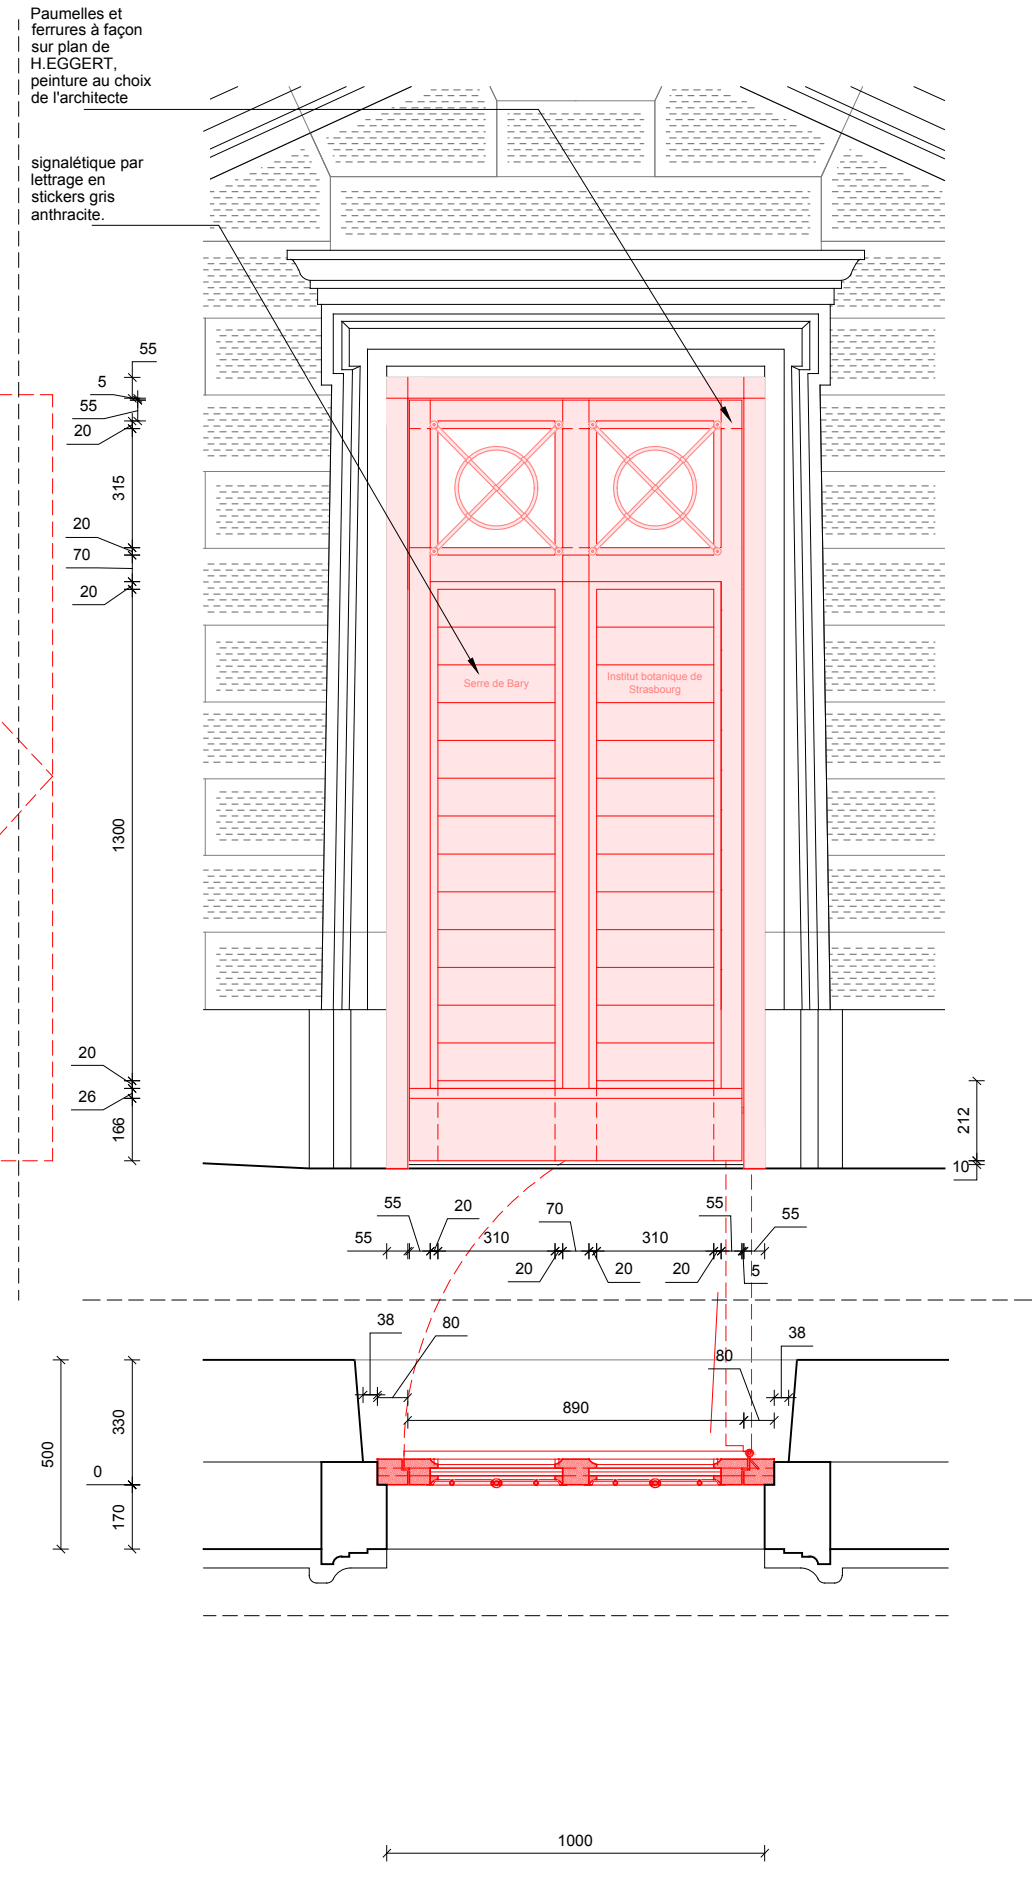 Paumelles et
ferrures à façon
sur plan de
H.EGGERT,
peinture au choix
de l'architecte
signalétique par
lettrage en
stickers gris
anthracite.
55
5
55
20
315
20
70
20
Serre de Bary
Institut botanique de
Strasbourg
1300
20
26
166
212
10
55
20
70
55
55
55
310
310
20
20
20
5
38
80
38
80
890
330
500
0
170
1000